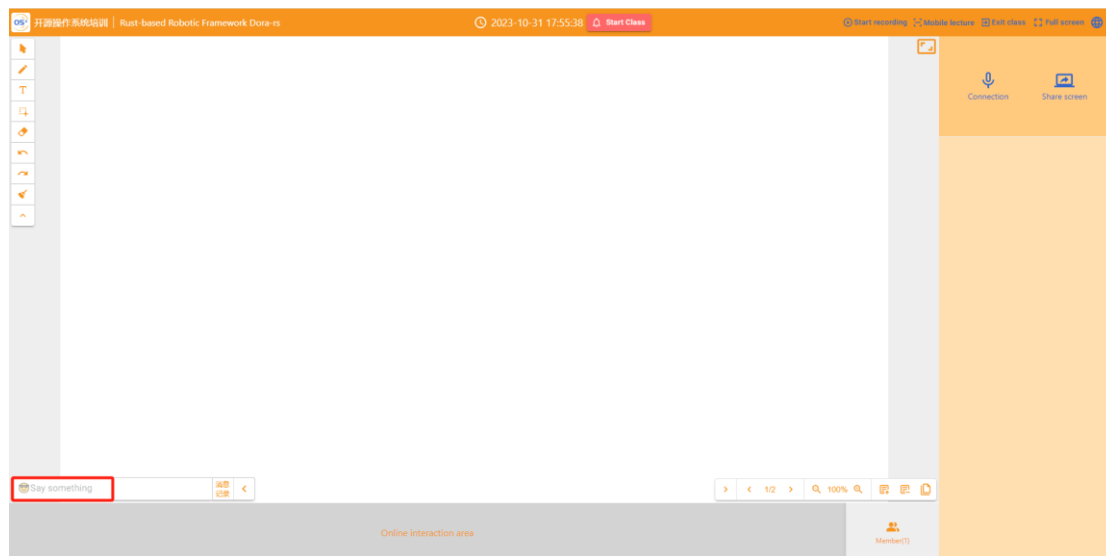 OS² 开源操作系统培训 | Rust-based Robotic Framework Dora-rs
2023-10-31 17:55:38
Start Class
Start recording Mobile lecture Exit class Full screen
T
Connection Share screen
Say something
消息
记录
1/2
100%
Online interaction area
Member(1)